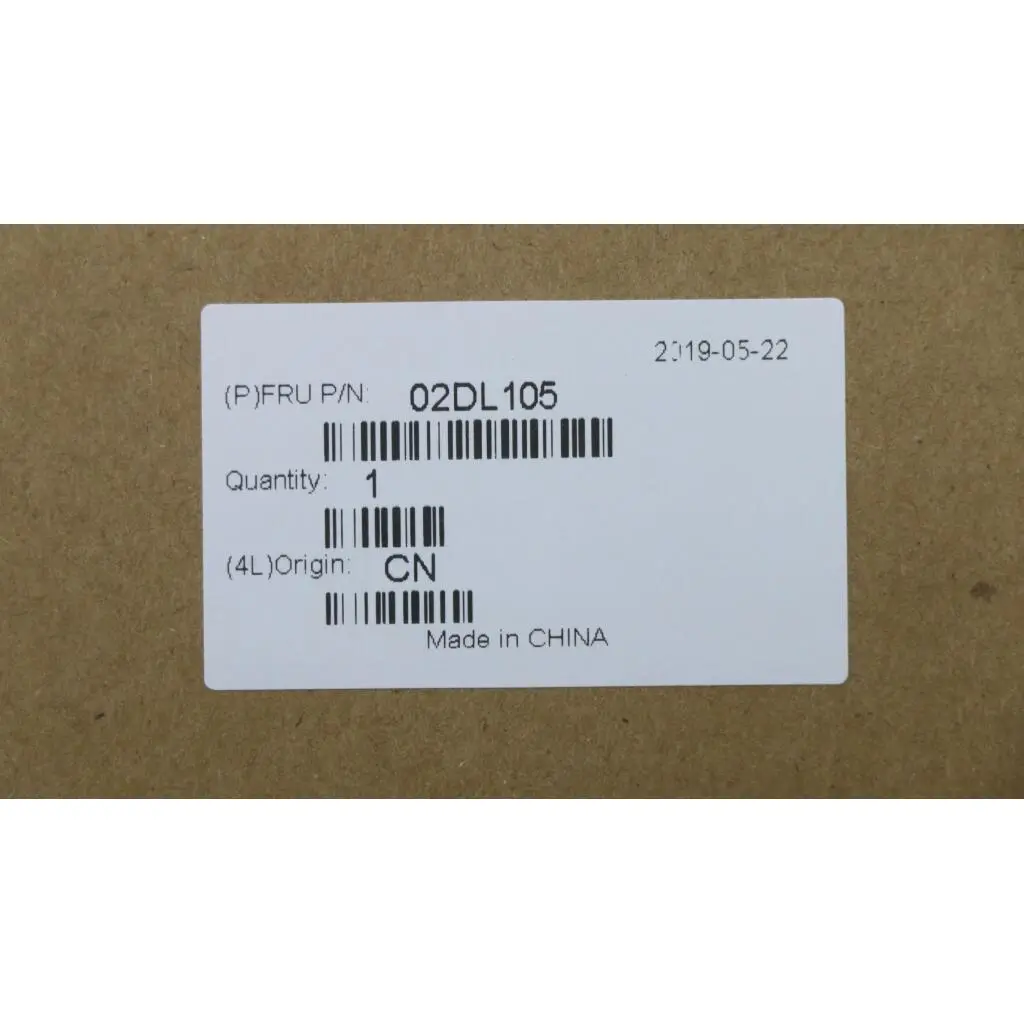 2019-05-22
(P)FRU P/N: 02DL105
Quantity: 1
(4L)Origin: CN
Made in CHINA